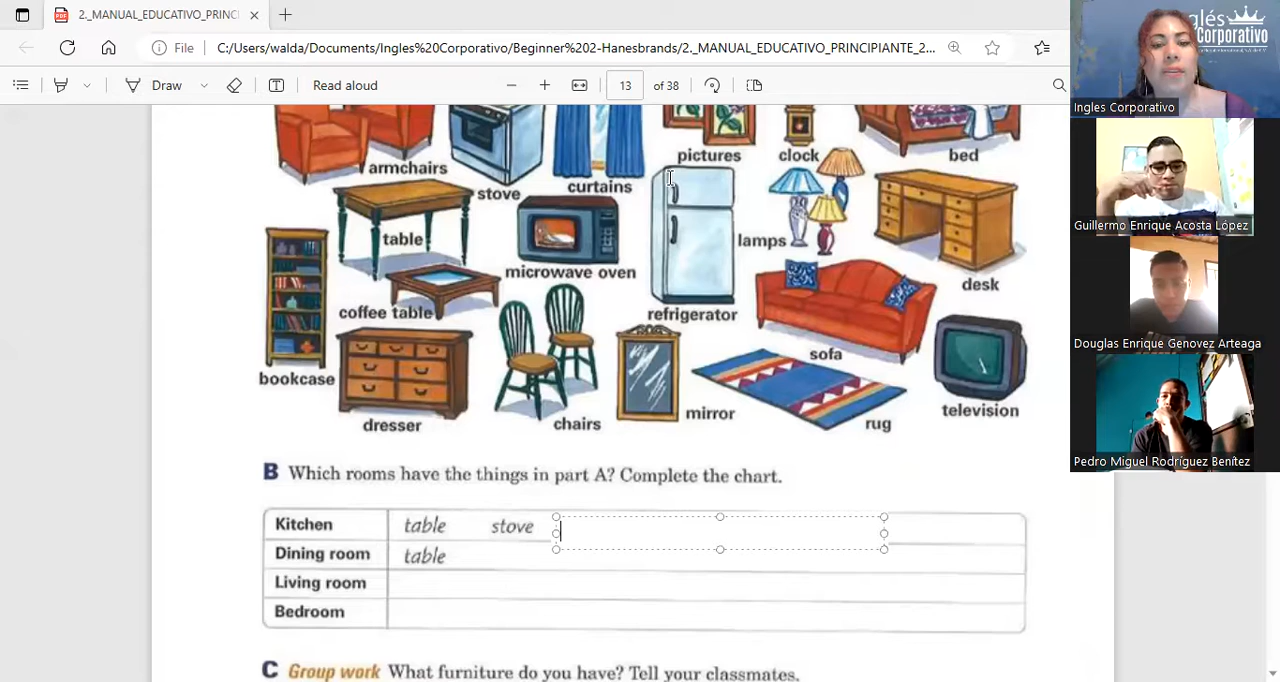 2._MANUAL_EDUCATIVO_PRINCI
File
C:/Users/walda/Documents/Ingles%20Corporativo/Beginner%202-Hanesbrands/2._MANUAL_EDUCATIVO_PRINCIPIANTE_2...
Draw
Read aloud
13
of 38
armchairs
stove
curtains
pictures
clock
bed
table
microwave oven
lamps
desk
coffee table
refrigerator
sofa
bookcase
dresser
chairs
mirror
rug
television
B Which rooms have the things in part A? Complete the chart.
Kitchen table stove
Dining room table
Living room
Bedroom
C Group work What furniture do you have? Tell your classmates.
Inglés
Corporativo
Ingles Corporativo
Guillermo Enrique Acosta López
Douglas Enrique Genovez Arteaga
Pedro Miguel Rodríguez Benítez